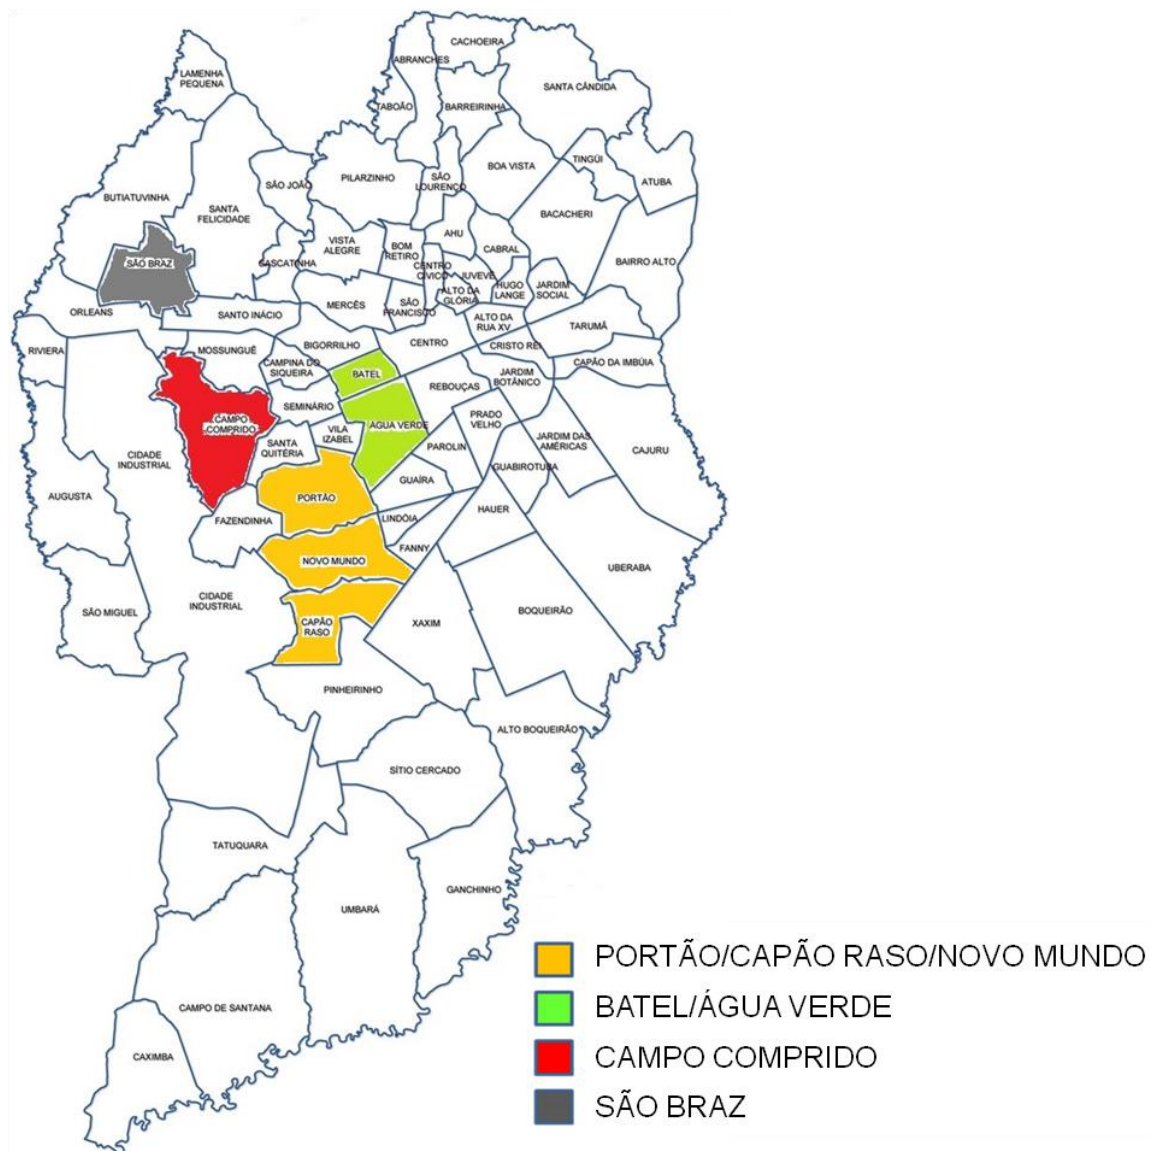 CACHOEIRA
ABRANCHES
LAMENHA
PEQUENA
SANTA CÂNDIDA
TABOÃO
BARREIRINHA
BOA VISTA
TINGÜI
PILARZINHO
SÃO
LOURENÇO
ATUBA
SÃO JOÃO
BUTIATUVINHA
SANTA
FELICIDADE
BACACHERI
AHU
VISTA
ALEGRE
BOM
RETIRO
CABRAL
SÃO BRAZ
CASCATINHA
CENTRO
CÍVICO
JUVEVÊ
BAIRRO ALTO
HUGO
LANGE
JARDIM
SOCIAL
ALTO DA
GLÓRIA
MERCÊS
SÃO
FRANCISCO
ORLEANS
SANTO INÁCIO
ALTO DA
RUA XV
TARUMÃ
RIVIERA
MOSSUNGUÊ
BIGORRILHO
CENTRO
CRISTO REI
CAMPINA DO
SIQUEIRA
BATEL
CAPÃO DA IMBÚIA
JARDIM
BOTÂNICO
REBOUÇAS
SEMINÁRIO
CAMPO
COMPRIDO
ÁGUA VERDE
PRADO
VELHO
VILA
IZABEL
SANTA
QUITÉRIA
PAROLIN
JARDIM DAS
AMÉRICAS
CAJURU
CIDADE
INDUSTRIAL
GUABIROTUBA
GUAÍRA
AUGUSTA
PORTÃO
HAUER
FAZENDINHA
LINDÓIA
FANNY
NOVO MUNDO
UBERABA
CIDADE
INDUSTRIAL
SÃO MIGUEL
BOQUEIRÃO
CAPÃO
RASO
XAXIM
PINHEIRINHO
ALTO BOQUEIRÃO
SÍTIO CERCADO
TATUQUARA
GANCHINHO
UMBARÁ
CAMPO DE SANTANA
CAXIMBA
PORTÃO/CAPÃO RASO/NOVO MUNDO
BATEL/ÁGUA VERDE
CAMPO COMPRIDO
SÃO BRAZ